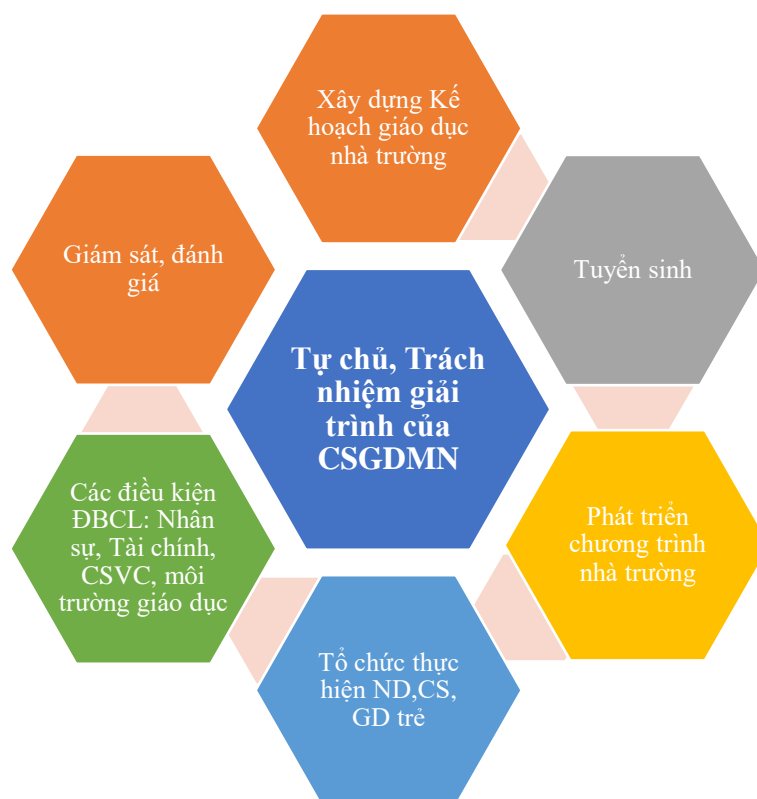 Xây dựng Kế
hoạch giáo dục
nhà trường
Tuyển sinh
Phát triển
chương trình
nhà trường
Tổ chức thực
hiện ND,CS,
GD trẻ
Các điều kiện
ĐBCL: Nhân
sự, Tài chính,
CSVC, môi
trường giáo dục
Giám sát, đánh
giá
Tự chủ, Trách
nhiệm giải
trình của
CSGDMN